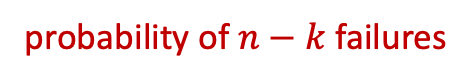 probability of n − k failures